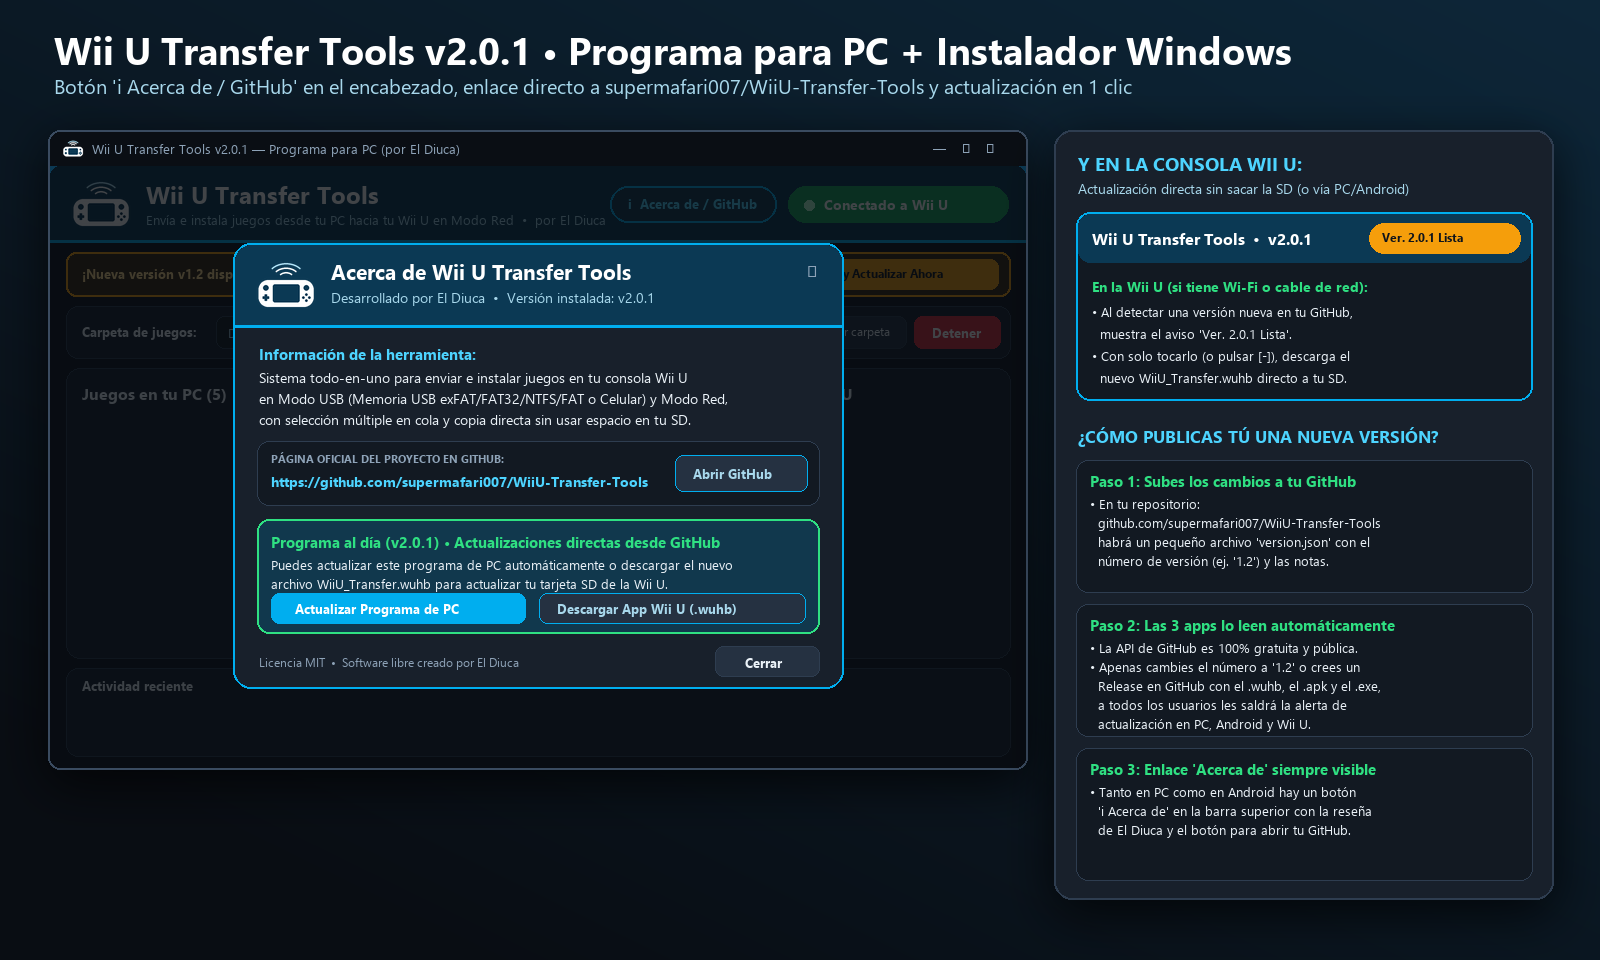 Wii U Transfer Tools v2.0.1 • Programa para PC + Instalador Windows
Botón 'i Acerca de / GitHub' en el encabezado, enlace directo a supermafari007/WiiU-Transfer-Tools y actualización en 1 clic
Wii U Transfer Tools v2.0.1 — Programa para PC (por El Diuca)
Wii U Transfer Tools
Envía e instala juegos desde tu PC hacia tu Wii U en Modo Red • por El Diuca
i Acerca de / GitHub
Conectado a Wii U
¡Nueva versión v1.2 disp
y Actualizar Ahora
Carpeta de juegos:
carpeta
Detener
Juegos en tu PC (5)
U
Actividad reciente
Acerca de Wii U Transfer Tools
Desarrollado por El Diuca • Versión instalada: v2.0.1
Información de la herramienta:
Sistema todo-en-uno para enviar e instalar juegos en tu consola Wii U
en Modo USB (Memoria USB exFAT/FAT32/NTFS/FAT o Celular) y Modo Red,
con selección múltiple en cola y copia directa sin usar espacio en tu SD.
PÁGINA OFICIAL DEL PROYECTO EN GITHUB:
https://github.com/supermafari007/WiiU-Transfer-Tools
Abrir GitHub
Programa al día (v2.0.1) • Actualizaciones directas desde GitHub
Puedes actualizar este programa de PC automáticamente o descargar el nuevo
archivo WiiU_Transfer.wuhb para actualizar tu tarjeta SD de la Wii U.
Actualizar Programa de PC
Descargar App Wii U (.wuhb)
Licencia MIT • Software libre creado por El Diuca
Cerrar
Y EN LA CONSOLA WII U:
Actualización directa sin sacar la SD (o vía PC/Android)
Wii U Transfer Tools • v2.0.1
Ver. 2.0.1 Lista
En la Wii U (si tiene Wi-Fi o cable de red):
• Al detectar una versión nueva en tu GitHub,
muestra el aviso 'Ver. 2.0.1 Lista'.
• Con solo tocarlo (o pulsar [-]), descarga el
nuevo WiiU_Transfer.wuhb directo a tu SD.
¿CÓMO PUBLICAS TÚ UNA NUEVA VERSIÓN?
Paso 1: Subes los cambios a tu GitHub
• En tu repositorio:
github.com/supermafari007/WiiU-Transfer-Tools
habrá un pequeño archivo 'version.json' con el
número de versión (ej. '1.2') y las notas.
Paso 2: Las 3 apps lo leen automáticamente
• La API de GitHub es 100% gratuita y pública.
• Apenas cambies el número a '1.2' o crees un
Release en GitHub con el .wuhb, el .apk y el .exe,
a todos los usuarios les saldrá la alerta de
actualización en PC, Android y Wii U.
Paso 3: Enlace 'Acerca de' siempre visible
• Tanto en PC como en Android hay un botón
'i Acerca de' en la barra superior con la reseña
de El Diuca y el botón para abrir tu GitHub.